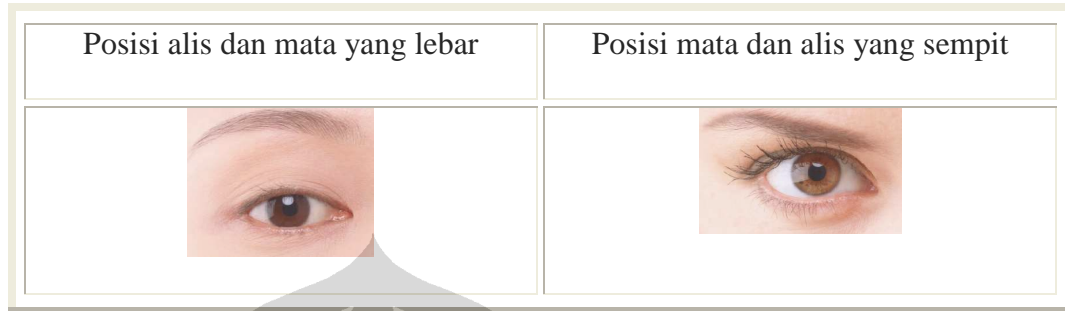 Posisi alis dan mata yang lebar
Posisi mata dan alis yang sempit